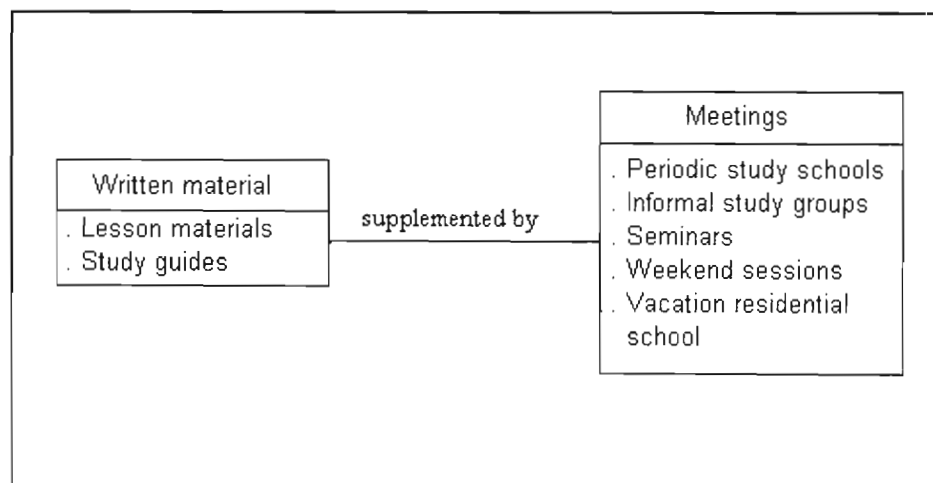 Written material
. Lesson materials
. Study guides
supplemented by
Meetings
. Periodic study schools
. Informal study groups
. Seminars
. Weekend sessions
. Vacation residential
school